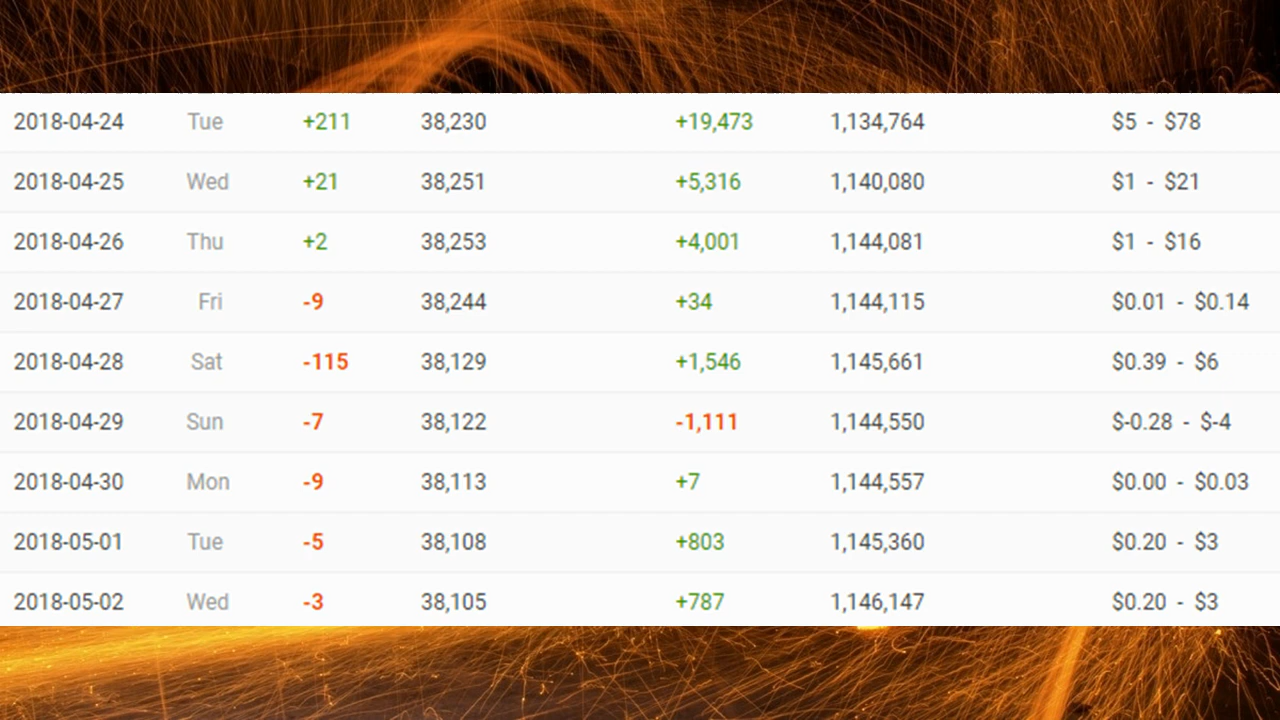 2018-04-24 Tue +211 38,230 +19,473 1,134,764 $5 - $78
2018-04-25 Wed +21 38,251 +5,316 1,140,080 $1 - $21
2018-04-26 Thu +2 38,253 +4,001 1,144,081 $1 - $16
2018-04-27 Fri -9 38,244 +34 1,144,115 $0.01 - $0.14
2018-04-28 Sat -115 38,129 +1,546 1,145,661 $0.39 - $6
2018-04-29 Sun -7 38,122 -1,111 1,144,550 $-0.28 - $-4
2018-04-30 Mon -9 38,113 +7 1,144,557 $0.00 - $0.03
2018-05-01 Tue -5 38,108 +803 1,145,360 $0.20 - $3
2018-05-02 Wed -3 38,105 +787 1,146,147 $0.20 - $3